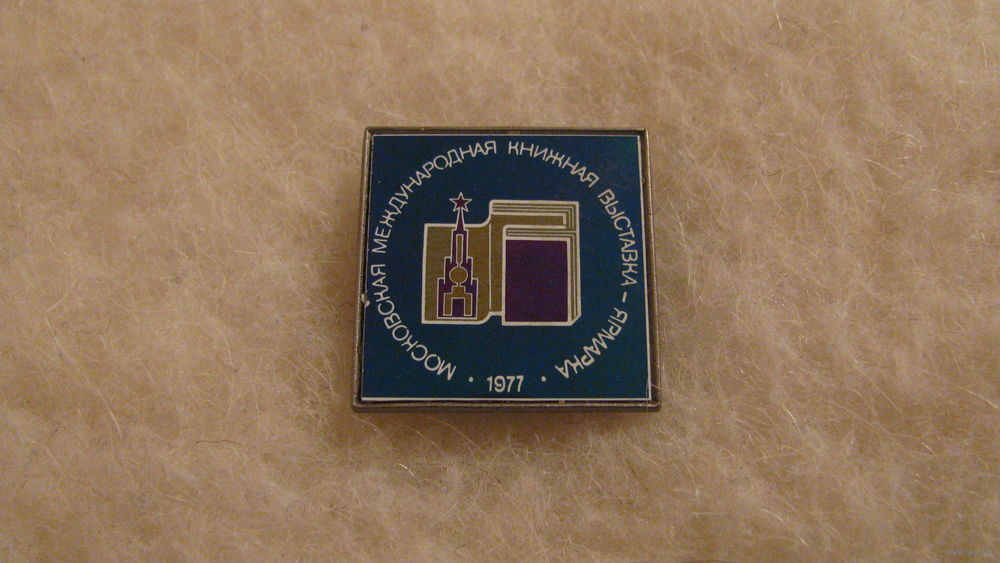 МОСКОВСКАЯ МЕЖДУНАРОДНАЯ КНИЖНАЯ ВЫСТАВКА – ЯРМАРКА
· 1977 ·